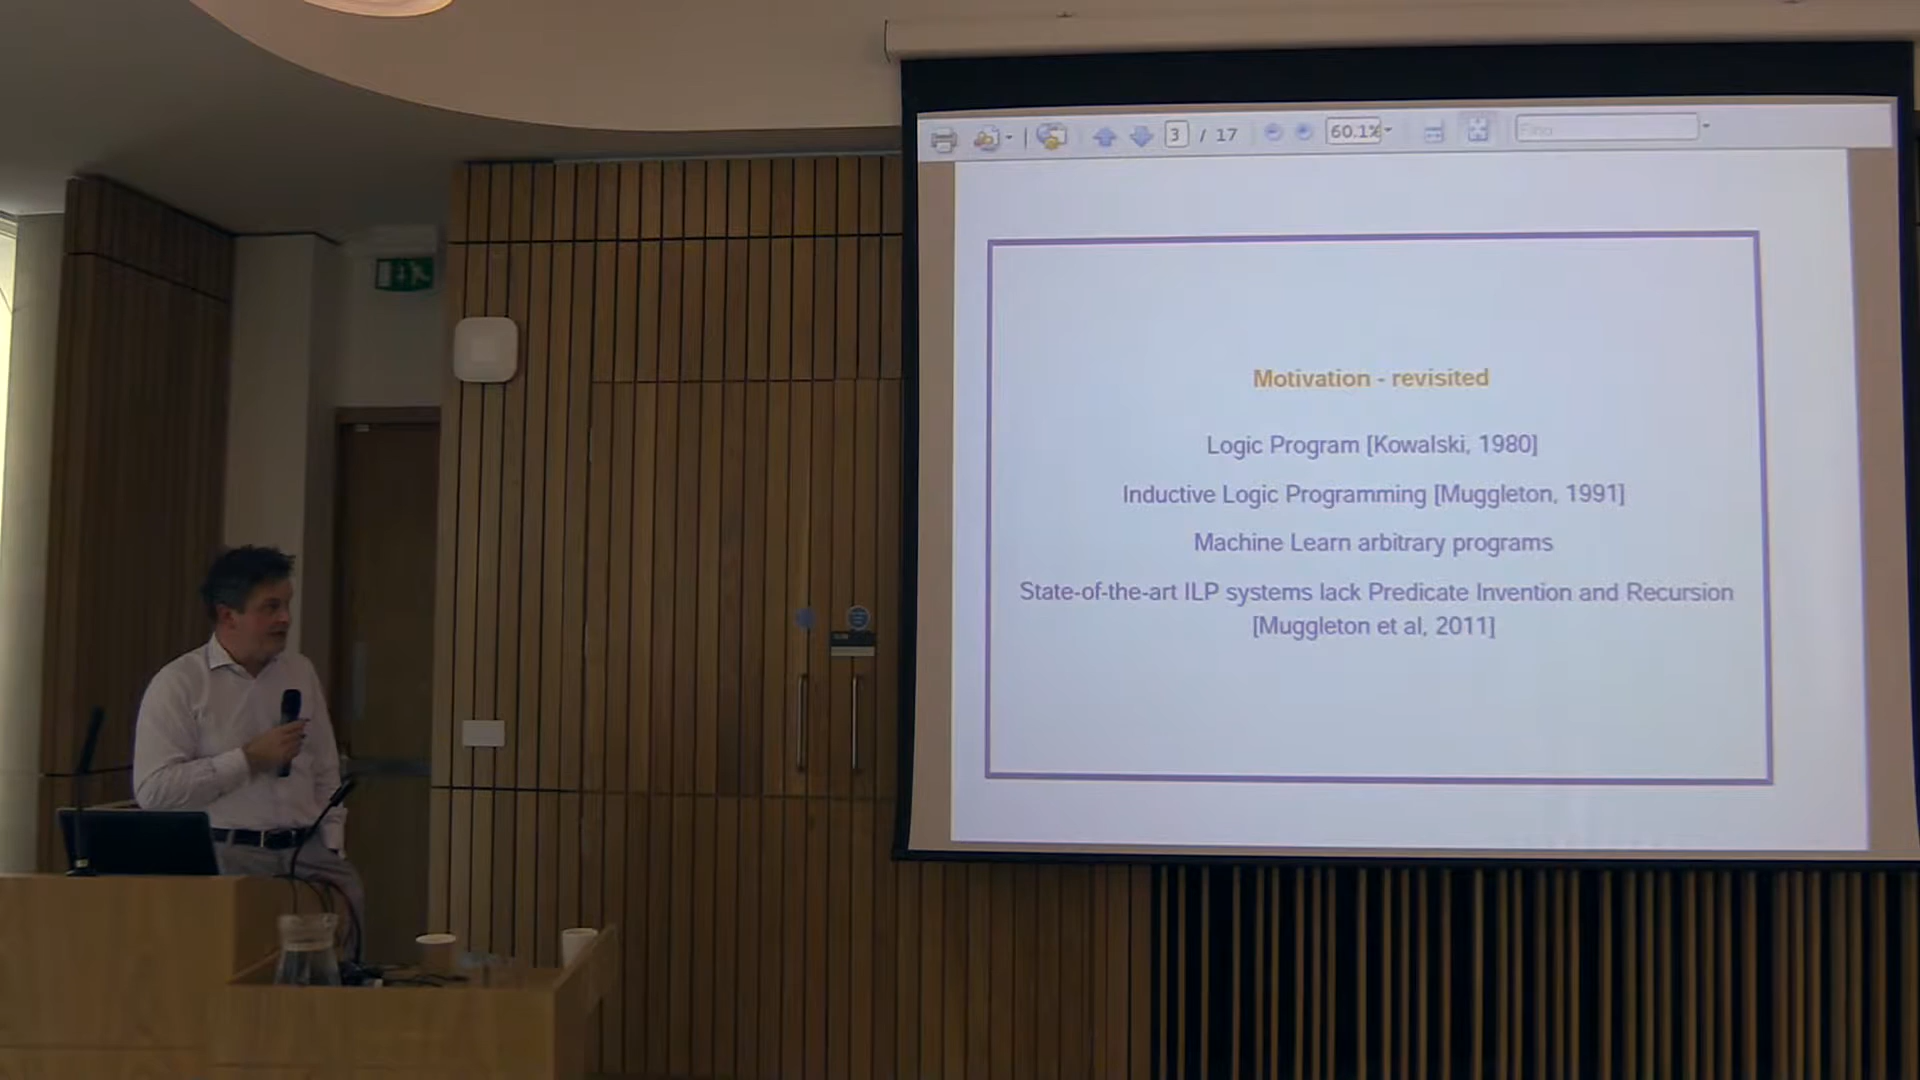 3 / 17
60.1%
Find
Motivation - revisited
Logic Program [Kowalski, 1980]
Inductive Logic Programming [Muggleton, 1991]
Machine Learn arbitrary programs
State-of-the-art ILP systems lack Predicate Invention and Recursion
[Muggleton et al, 2011]